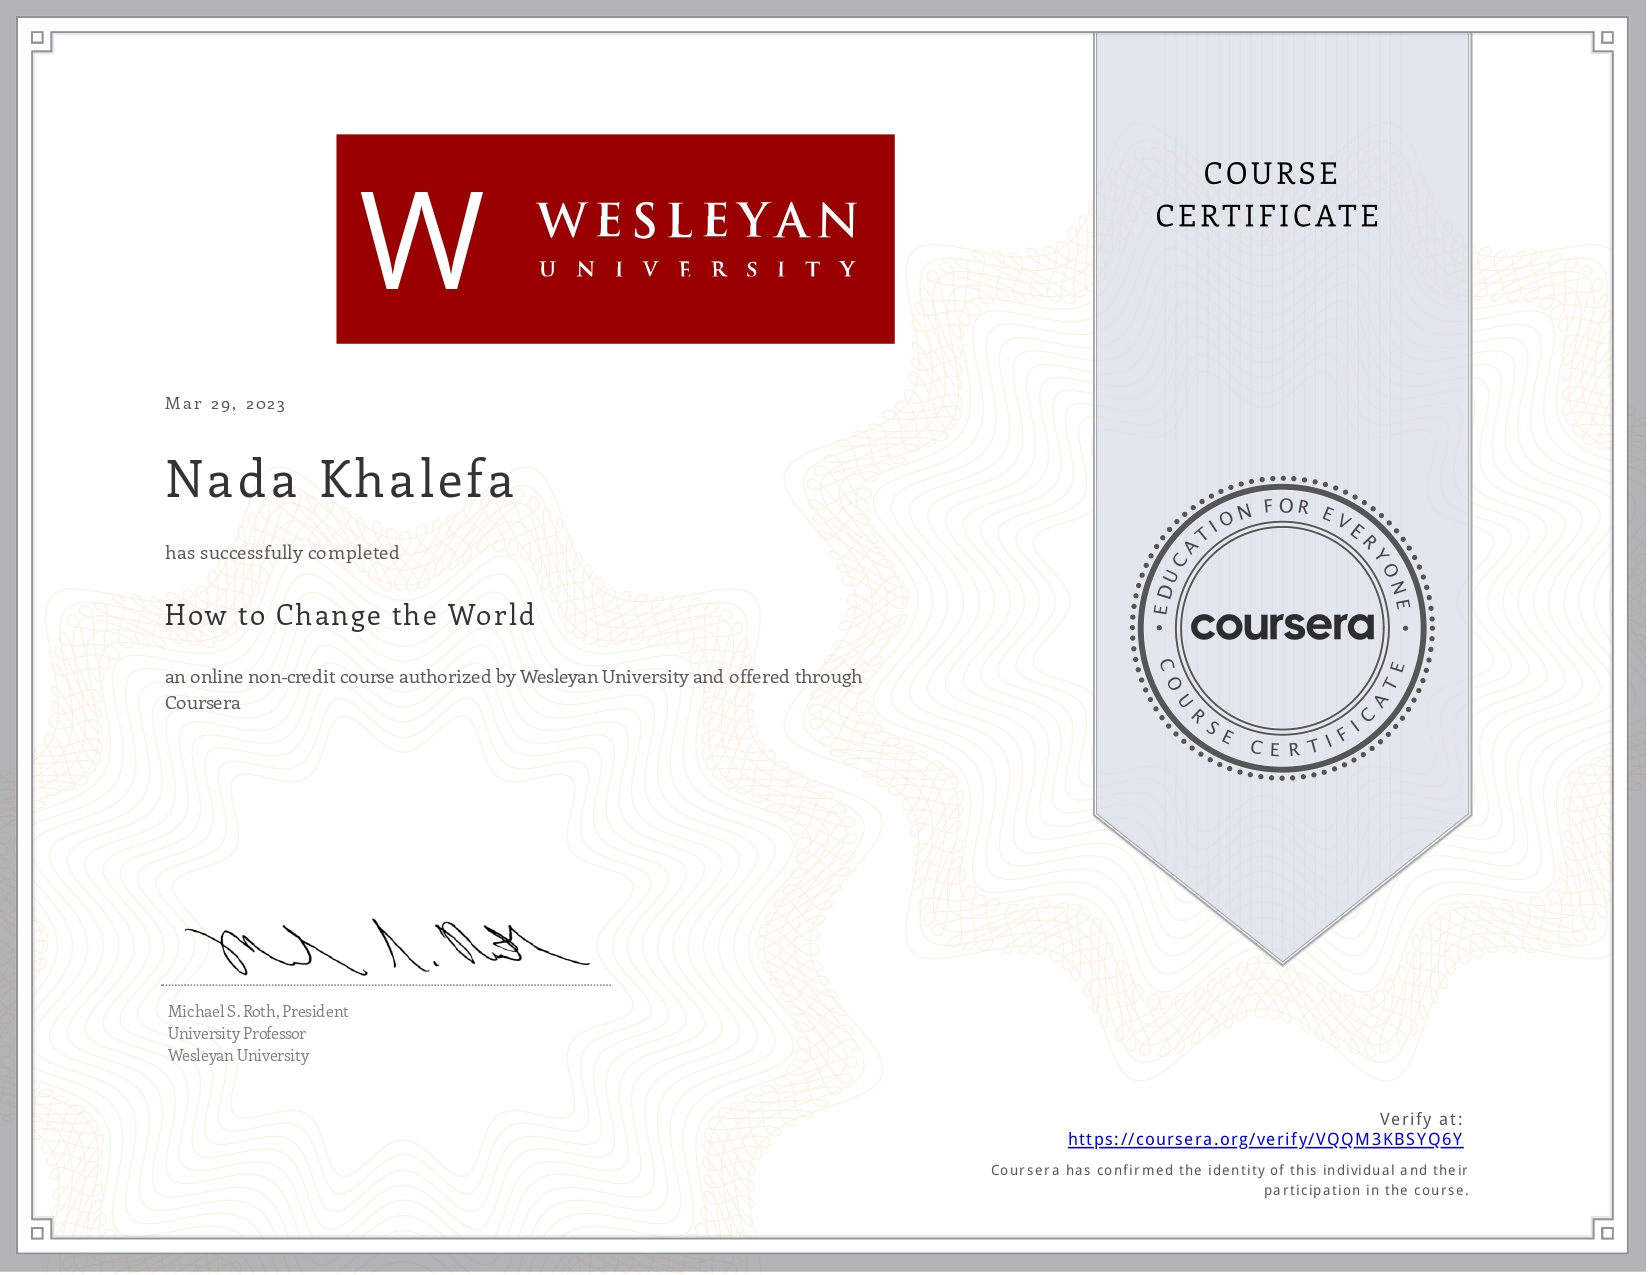 COURSE
CERTIFICATE
W WESLEYAN
UNIVERSITY
Mar 29, 2023
Nada Khalefa
has successfully completed
How to Change the World
an online non-credit course authorized by Wesleyan University and offered through
Coursera
EDUCATION FOR EVERYONE
coursera
COURSE CERTIFICATE
Michael S. Roth, President
University Professor
Wesleyan University
Verify at:
https://coursera.org/verify/VQQM3KBSYQ6Y
Coursera has confirmed the identity of this individual and their
participation in the course.